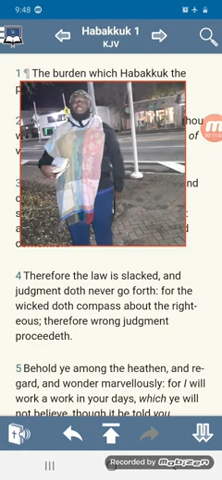 9:48
Habakkuk 1
KJV
1 ¶ The burden which Habakkuk the
p
2 thou
w of
v
3 nd
d
s
a d
4 Therefore the law is slacked, and
judgment doth never go forth: for the
wicked doth compass about the right-
eous; therefore wrong judgment
proceedeth.
5 Behold ye among the heathen, and re-
gard, and wonder marvellously: for I will
work a work in your days, which ye will
not believe, though it be told you.
Recorded by mobizen